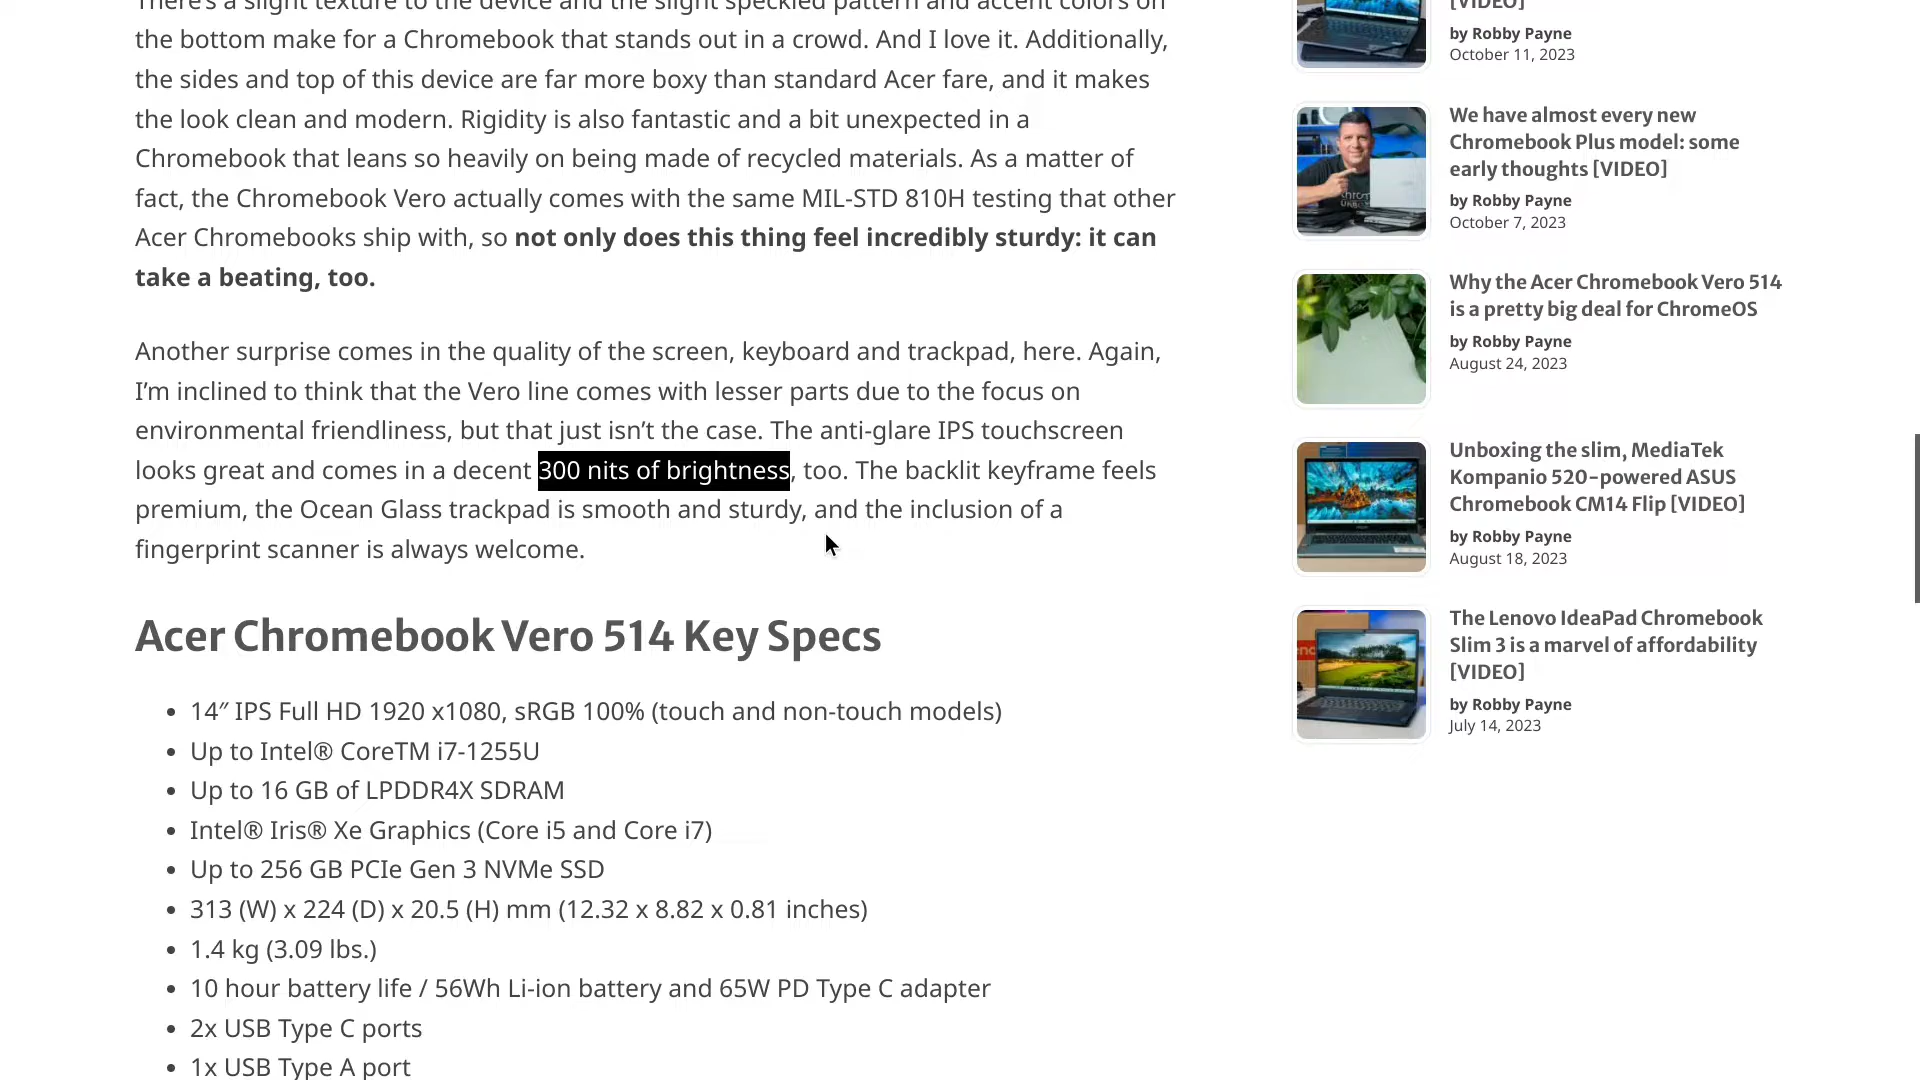 There's a slight texture to the device and the slight speckled pattern and accent colors on
the bottom make for a Chromebook that stands out in a crowd. And I love it. Additionally,
the sides and top of this device are far more boxy than standard Acer fare, and it makes
the look clean and modern. Rigidity is also fantastic and a bit unexpected in a
Chromebook that leans so heavily on being made of recycled materials. As a matter of
fact, the Chromebook Vero actually comes with the same MIL-STD 810H testing that other
Acer Chromebooks ship with, so not only does this thing feel incredibly sturdy: it can
take a beating, too.
Another surprise comes in the quality of the screen, keyboard and trackpad, here. Again,
I'm inclined to think that the Vero line comes with lesser parts due to the focus on
environmental friendliness, but that just isn't the case. The anti-glare IPS touchscreen
looks great and comes in a decent 300 nits of brightness, too. The backlit keyframe feels
premium, the Ocean Glass trackpad is smooth and sturdy, and the inclusion of a
fingerprint scanner is always welcome.
Acer Chromebook Vero 514 Key Specs
• 14″ IPS Full HD 1920 x1080, sRGB 100% (touch and non-touch models)
• Up to Intel® CoreTM i7-1255U
• Up to 16 GB of LPDDR4X SDRAM
• Intel® Iris® Xe Graphics (Core i5 and Core i7)
• Up to 256 GB PCIe Gen 3 NVMe SSD
• 313 (W) x 224 (D) x 20.5 (H) mm (12.32 x 8.82 x 0.81 inches)
• 1.4 kg (3.09 lbs.)
• 10 hour battery life / 56Wh Li-ion battery and 65W PD Type C adapter
• 2x USB Type C ports
• 1x USB Type A port
[VIDEO]
by Robby Payne
October 11, 2023
We have almost every new
Chromebook Plus model: some
early thoughts [VIDEO]
by Robby Payne
October 7, 2023
Why the Acer Chromebook Vero 514
is a pretty big deal for ChromeOS
by Robby Payne
August 24, 2023
Unboxing the slim, MediaTek
Kompanio 520-powered ASUS
Chromebook CM14 Flip [VIDEO]
by Robby Payne
August 18, 2023
The Lenovo IdeaPad Chromebook
Slim 3 is a marvel of affordability
[VIDEO]
by Robby Payne
July 14, 2023